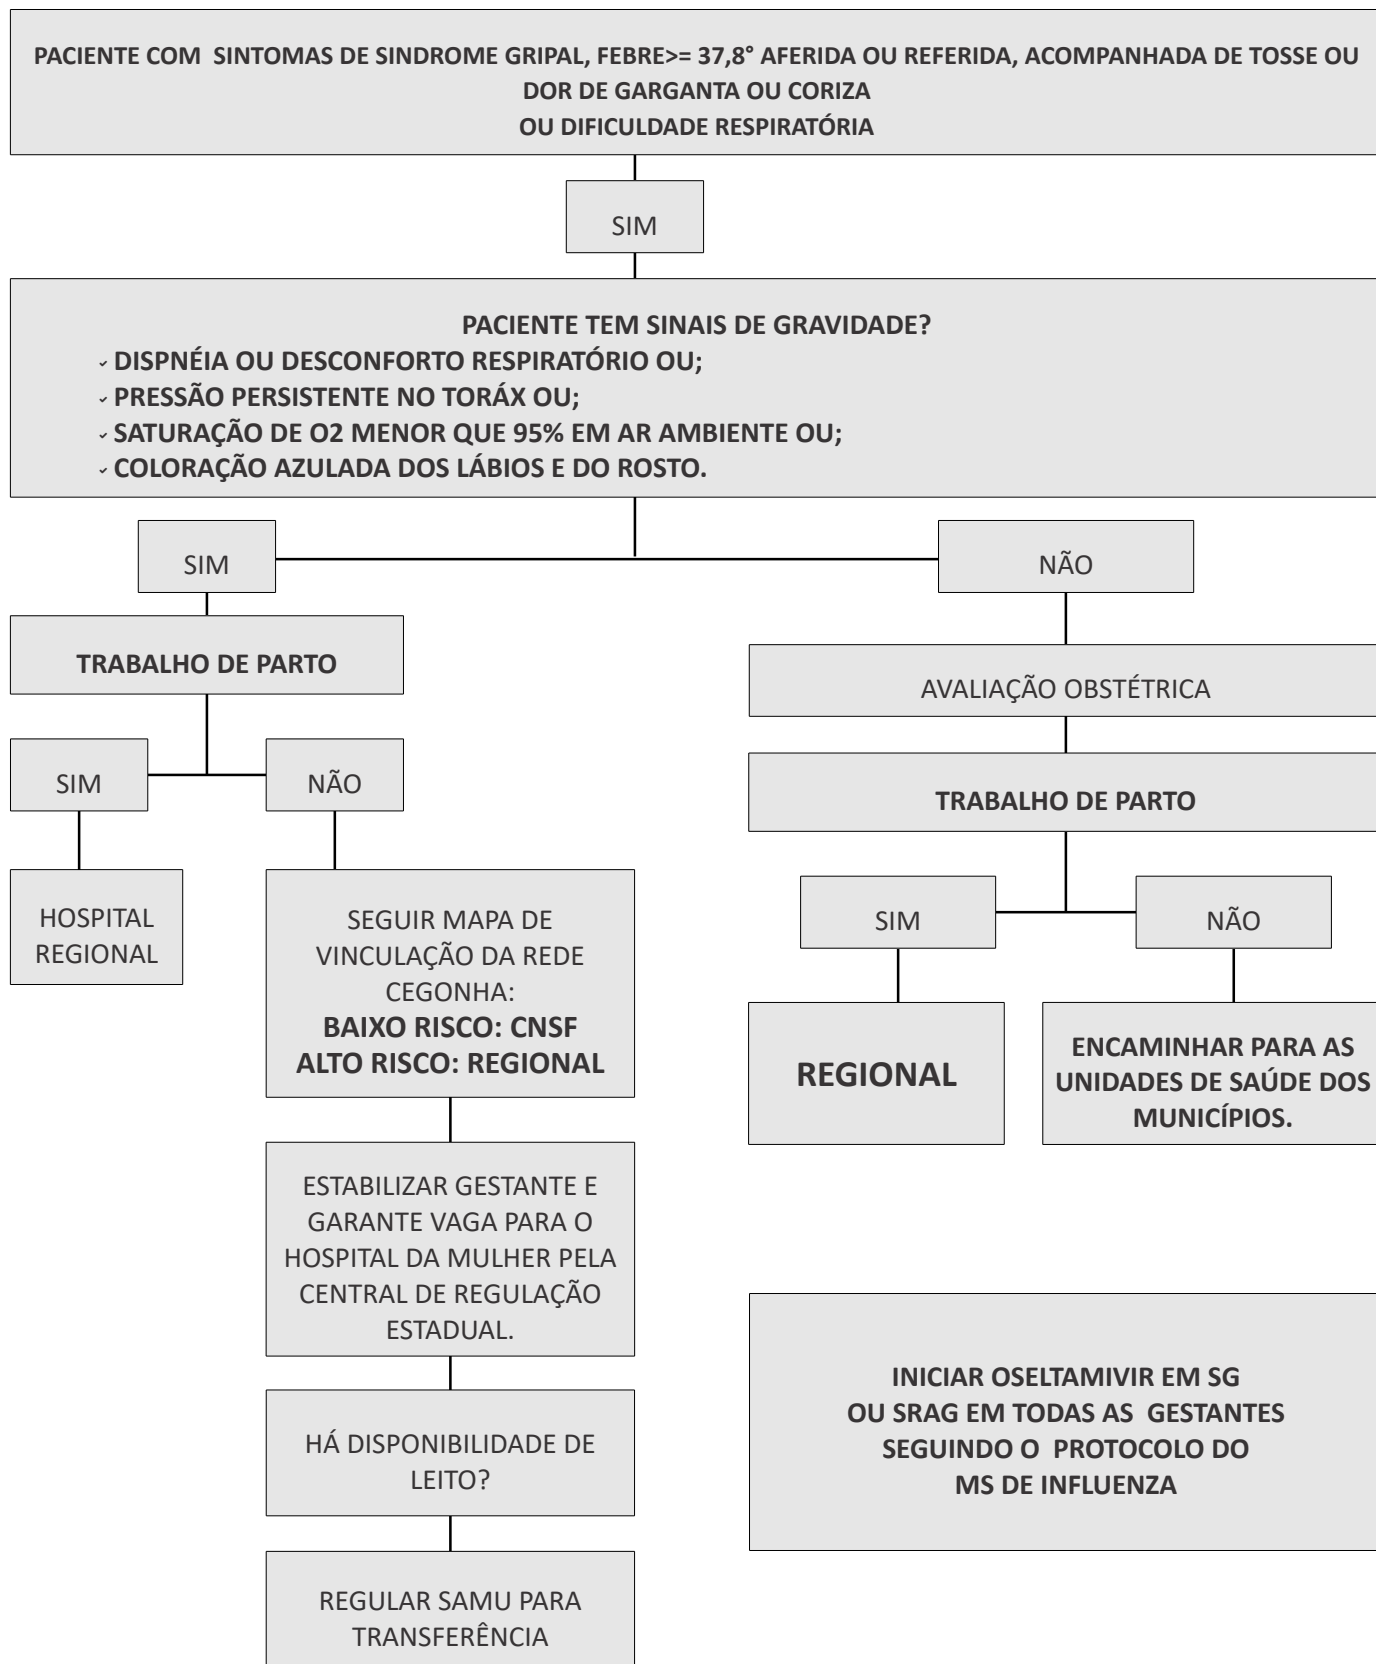 PACIENTE COM SINTOMAS DE SINDROME GRIPAL, FEBRE>= 37,8° AFERIDA OU REFERIDA, ACOMPANHADA DE TOSSE OU
DOR DE GARGANTA OU CORIZA
OU DIFICULDADE RESPIRATÓRIA
SIM
PACIENTE TEM SINAIS DE GRAVIDADE?
DISPNÉIA OU DESCONFORTO RESPIRATÓRIO OU;
PRESSÃO PERSISTENTE NO TORÁX OU;
SATURAÇÃO DE O2 MENOR QUE 95% EM AR AMBIENTE OU;
COLORAÇÃO AZULADA DOS LÁBIOS E DO ROSTO.
SIM
TRABALHO DE PARTO
SIM
NÃO
HOSPITAL
REGIONAL
SEGUIR MAPA DE
VINCULAÇÃO DA REDE
CEGONHA:
BAIXO RISCO: CNSF
ALTO RISCO: REGIONAL
ESTABILIZAR GESTANTE E
GARANTE VAGA PARA O
HOSPITAL DA MULHER PELA
CENTRAL DE REGULAÇÃO
ESTADUAL.
HÁ DISPONIBILIDADE DE
LEITO?
REGULAR SAMU PARA
TRANSFERÊNCIA
NÃO
AVALIAÇÃO OBSTÉTRICA
TRABALHO DE PARTO
SIM
NÃO
REGIONAL
ENCAMINHAR PARA AS
UNIDADES DE SAÚDE DOS
MUNICÍPIOS.
INICIAR OSELTAMIVIR EM SG
OU SRAG EM TODAS AS GESTANTES
SEGUINDO O PROTOCOLO DO
MS DE INFLUENZA